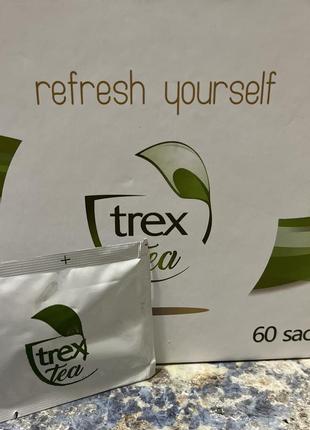 refresh yourself
trex
tea
60 sac
+
trex
tea